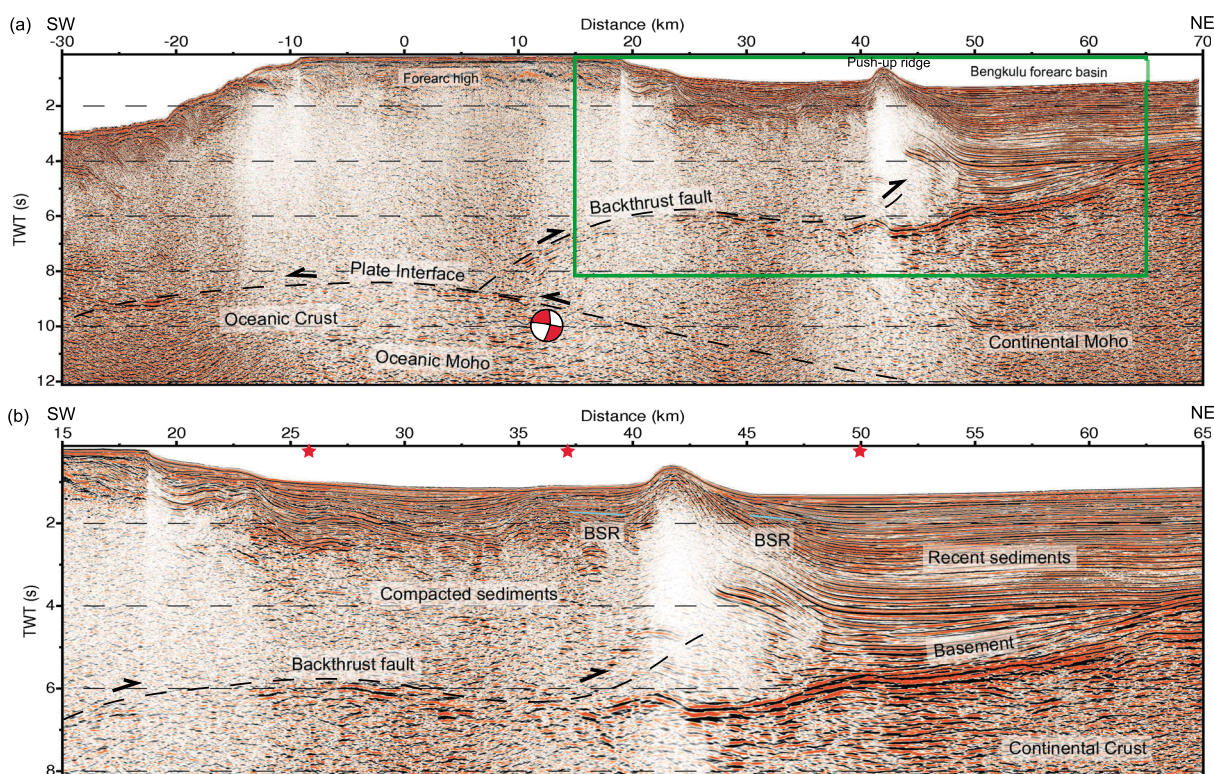 (a) SW Distance (km) NE
-30 -20 -10 0 10 20 30 40 50 60 70
Forearc high
Push-up ridge
Bengkulu forearc basin
2
4
6
8
10
12
TWT (s)
Backthrust fault
Plate Interface
Oceanic Crust
Oceanic Moho
Continental Moho
(b) SW Distance (km) NE
15 20 25 30 35 40 45 50 55 60 65
2
4
6
8
TWT (s)
BSR
BSR
Recent sediments
Compacted sediments
Basement
Backthrust fault
Continental Crust